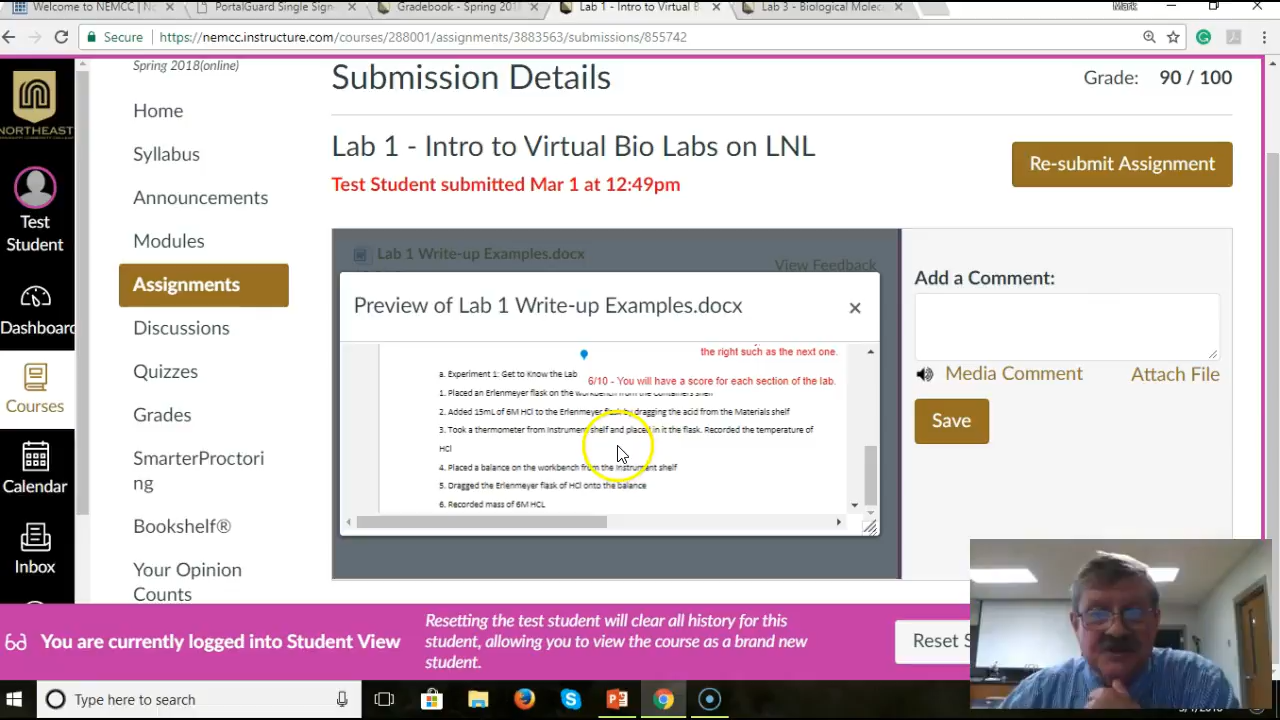 Welcome to NEMCC | No
PortalGuard Single Sign
Gradebook - Spring 201
Lab 1 - Intro to Virtual B
Lab 3 - Biological Molec
Mark
Secure
https://nemcc.instructure.com/courses/288001/assignments/3883563/submissions/855742
NORTHEAST
Test
Student
Dashboard
Courses
Calendar
Inbox
Spring 2018(online)
Home
Syllabus
Announcements
Modules
Assignments
Discussions
Quizzes
Grades
SmarterProctori
ng
Bookshelf®
Your Opinion
Counts
Submission Details
Grade: 90 / 100
Lab 1 - Intro to Virtual Bio Labs on LNL
Test Student submitted Mar 1 at 12:49pm
Re-submit Assignment
Lab 1 Write-up Examples.docx
View Feedback
Preview of Lab 1 Write-up Examples.docx
×
the right such as the next one.
a. Experiment 1: Get to Know the Lab
6/10 - You will have a score for each section of the lab.
1. Placed an Erlenmeyer flask on the workbench from the Containers shelf
2. Added 15mL of 6M HCl to the Erlenmeyer flask by dragging the acid from the Materials shelf
3. Took a thermometer from Instrument shelf and placed in it the flask. Recorded the temperature of
HCl
4. Placed a balance on the workbench from the Instrument shelf
5. Dragged the Erlenmeyer flask of HCl onto the balance
6. Recorded mass of 6M HCL
Add a Comment:
Media Comment
Attach File
Save
You are currently logged into Student View
Resetting the test student will clear all history for this
student, allowing you to view the course as a brand new
student.
Reset S
Type here to search